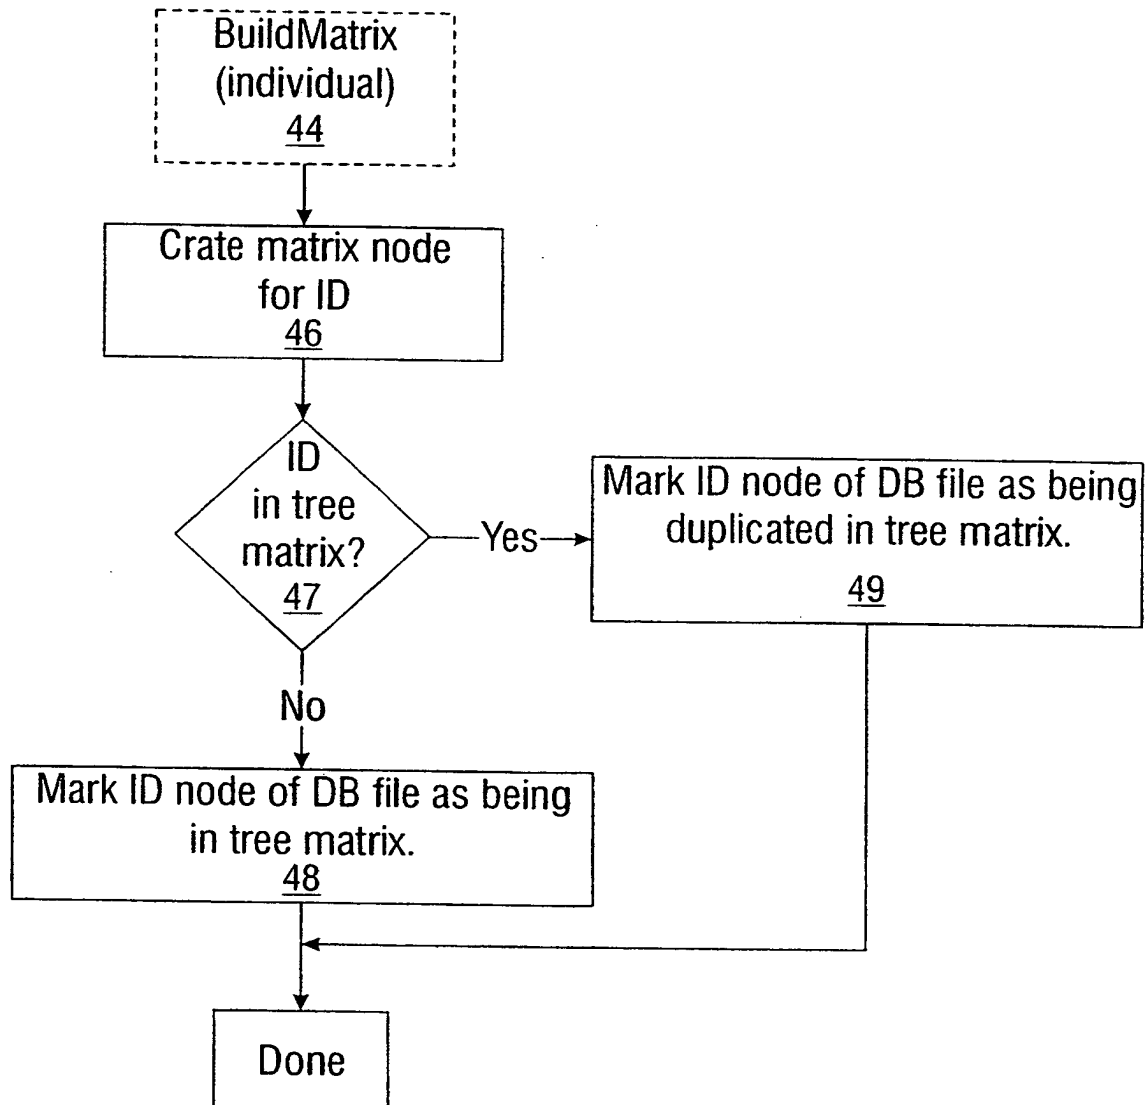 BuildMatrix
(individual)
44
Crate matrix node
for ID
46
ID
in tree
matrix?
47
Yes
Mark ID node of DB file as being
duplicated in tree matrix.
49
No
Mark ID node of DB file as being
in tree matrix.
48
Done